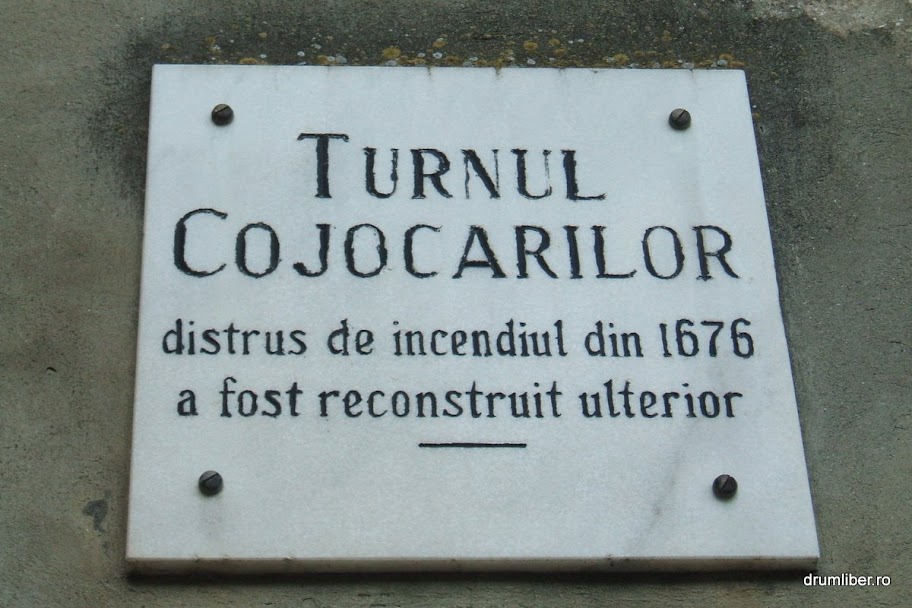 TURNUL
COJOCARILOR
distrus de incendiul din 1676
a fost reconstruit ulterior
drumliber.ro